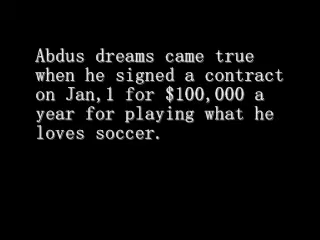 Abdus dreams came true
when he signed a contract
on Jan,1 for $100,000 a
year for playing what he
loves soccer.